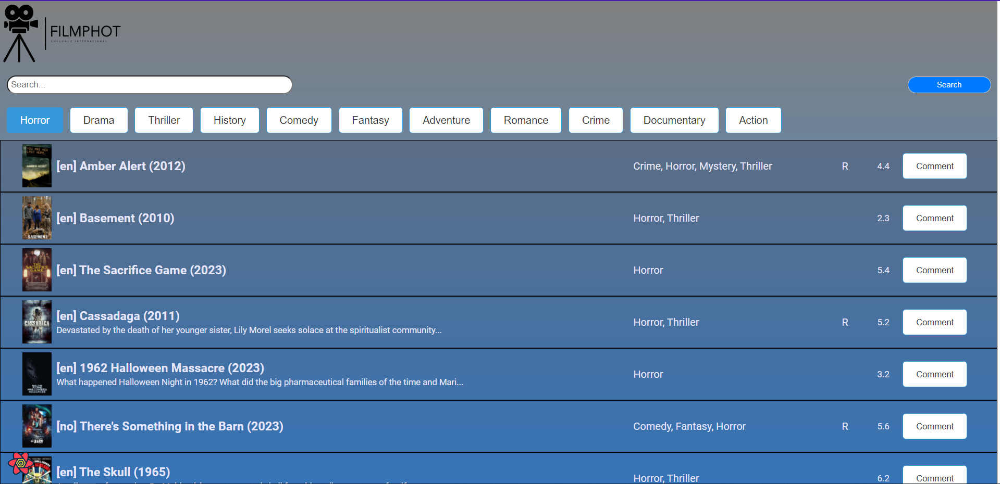 FILMPHOT
COLLOQUE INTERNATIONAL
Search...
Search
Horror
Drama
Thriller
History
Comedy
Fantasy
Adventure
Romance
Crime
Documentary
Action
YOU ARE HER
LAST HOPE.
AMBER ALERT
[en] Amber Alert (2012)
Crime, Horror, Mystery, Thriller
R
4.4
Comment
BASEMENT
[en] Basement (2010)
Horror, Thriller
2.3
Comment
THE
SACRIFICE
GAME
[en] The Sacrifice Game (2023)
Horror
5.4
Comment
CASSADAGA
[en] Cassadaga (2011)
Devastated by the death of her younger sister, Lily Morel seeks solace at the spiritualist community...
Horror, Thriller
R
5.2
Comment
1962
HALLOWEEN
MASSACRE
[en] 1962 Halloween Massacre (2023)
What happened Halloween Night in 1962? What did the big pharmaceutical families of the time and Mari...
Horror
3.2
Comment
BARN
[no] There's Something in the Barn (2023)
Comedy, Fantasy, Horror
R
5.6
Comment
[en] The Skull (1965)
Horror, Thriller
6.2
Comment